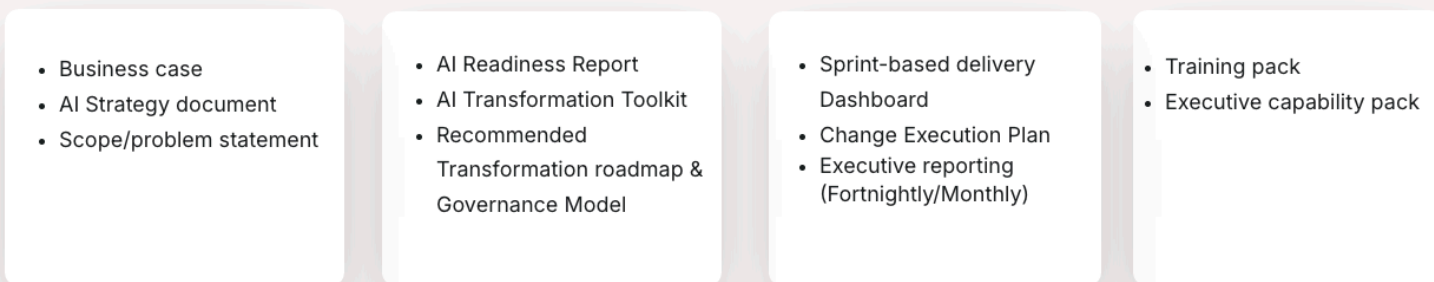 • Business case
• AI Strategy document
• Scope/problem statement
• AI Readiness Report
• AI Transformation Toolkit
• Recommended
Transformation roadmap &
Governance Model
• Sprint-based delivery
Dashboard
• Change Execution Plan
• Executive reporting
(Fortnightly/Monthly)
• Training pack
• Executive capability pack